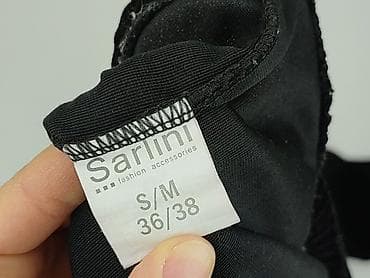 Sarlini
fashion accessories
S/M
36/38